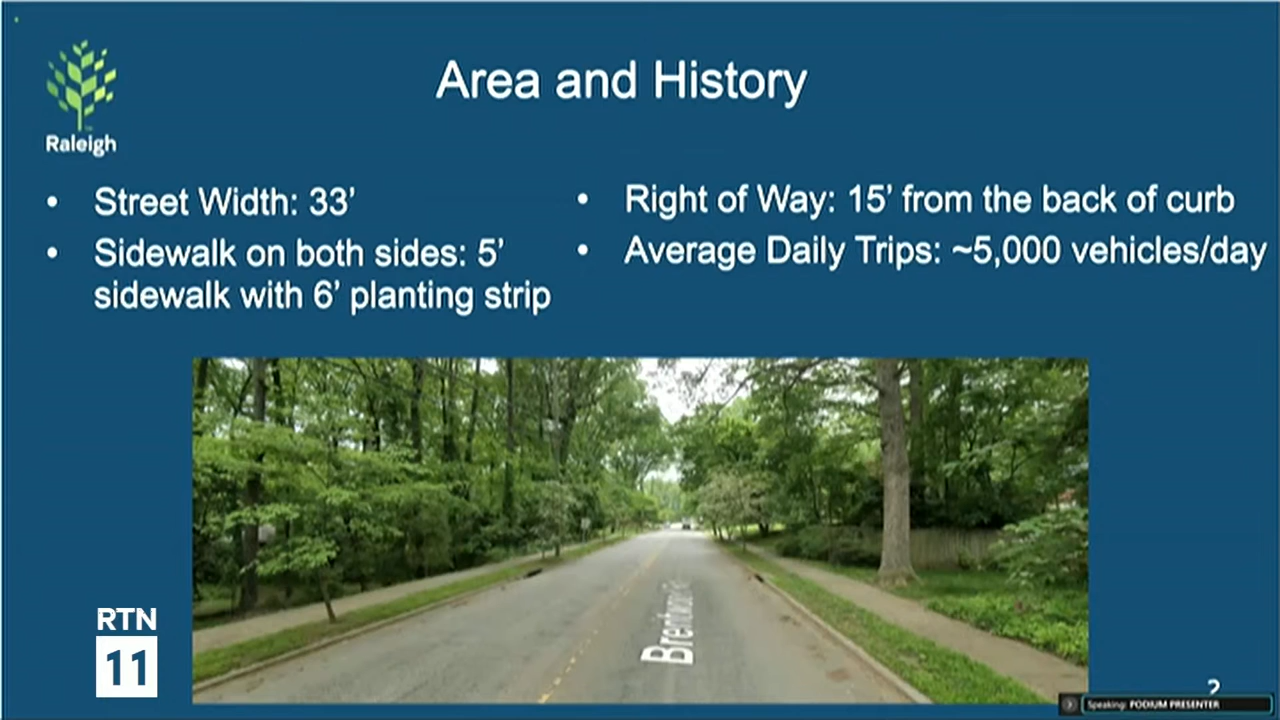 Raleigh
Area and History
• Street Width: 33’
• Sidewalk on both sides: 5’
sidewalk with 6’ planting strip
• Right of Way: 15’ from the back of curb
• Average Daily Trips: ~5,000 vehicles/day
RTN
11
2
Speaking: PODIUM PRESENTER